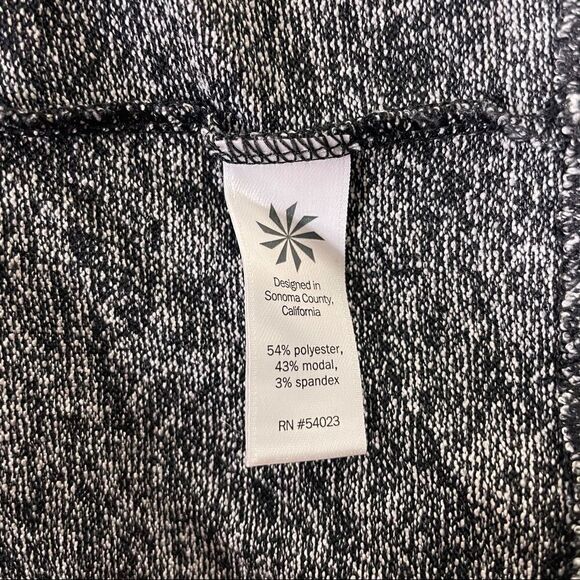 Designed in
Sonoma County,
California
54% polyester,
43% modal,
3% spandex
RN #54023